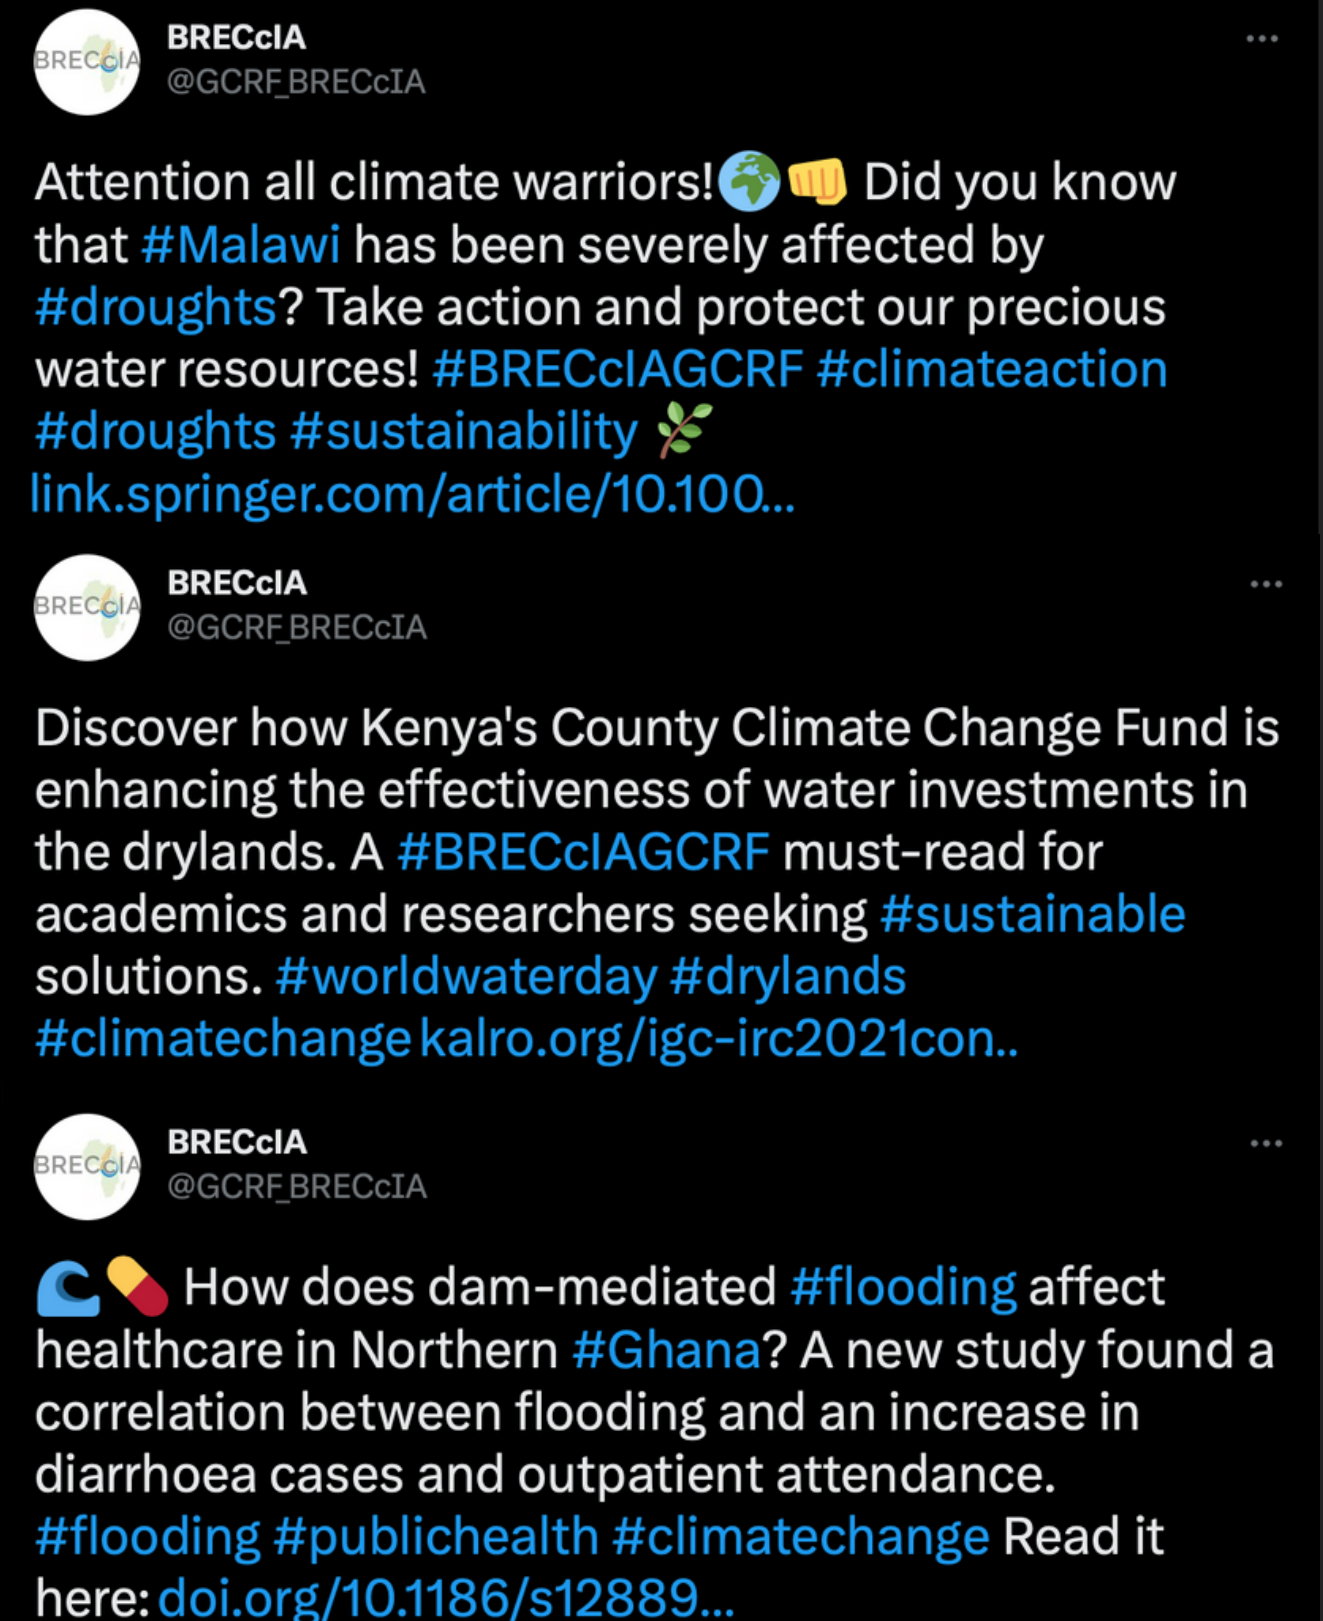 BRECcIA
BRECcIA
@GCRF_BRECcIA
Attention all climate warriors!🌍👊 Did you know
that #Malawi has been severely affected by
#droughts? Take action and protect our precious
water resources! #BRECcIAGCRF #climateaction
#droughts #sustainability 🌿
link.springer.com/article/10.100...
BRECcIA
BRECcIA
@GCRF_BRECcIA
Discover how Kenya's County Climate Change Fund is
enhancing the effectiveness of water investments in
the drylands. A #BRECcIAGCRF must-read for
academics and researchers seeking #sustainable
solutions. #worldwaterday #drylands
#climatechange kalro.org/igc-irc2021con..
BRECcIA
BRECcIA
@GCRF_BRECcIA
🌊💊 How does dam-mediated #flooding affect
healthcare in Northern #Ghana? A new study found a
correlation between flooding and an increase in
diarrhoea cases and outpatient attendance.
#flooding #publichealth #climatechange Read it
here: doi.org/10.1186/s12889...